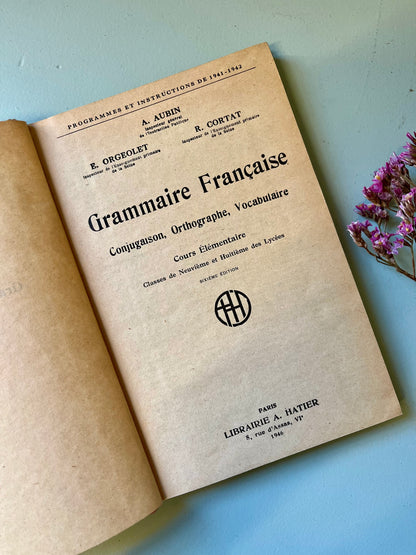 PROGRAMMES ET INSTRUCTIONS DE 1941-1942
A. AUBIN
Inspecteur général
de l'Instruction Publique
E. ORGEOLET
Inspecteur de l'Enseignement primaire
de la Seine
R. CORTAT
Inspecteur de l'Enseignement primaire
de la Seine
Grammaire Française
Conjugaison, Orthographe, Vocabulaire
Cours Élémentaire
Classes de Neuvième et Huitième des Lycées
SIXIÈME ÉDITION
PARIS
LIBRAIRIE A. HATIER
8, rue d'Assas, VIe
1946